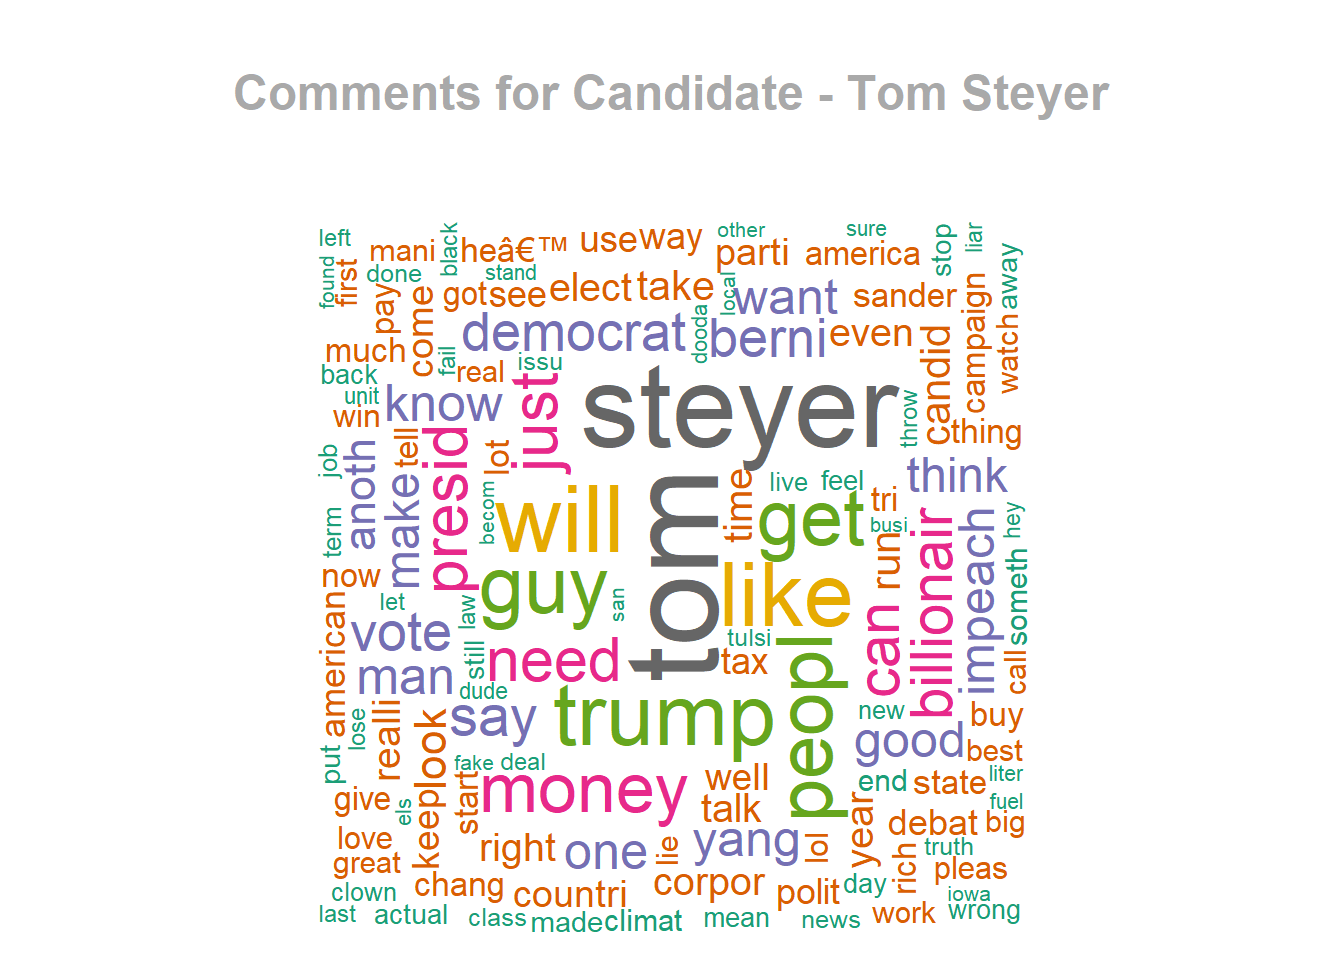 Comments for Candidate - Tom Steyer
left
mani
black
heâ€™
use
way
other
parti
sure
america
stop
liar
found
first
done
pay
come
stand
got
see
elect
take
local
want
sander
campaign
away
much
democrat
dooda
berni
even
candid
watch
back
fail
real
issu
just
steyer
unit
win
know
throw
thing
job
anoth
tell
presid
lot
make
becom
will
tom
time
live
feel
get
tri
busi
think
term
hey
now
let
law
guy
san
like
run
billionair
impeach
someth
american
vote
still
need
tulsi
tax
peopl
can
call
man
dude
say
trump
new
good
buy
best
put
lose
realli
look
keep
fake
deal
money
well
talk
end
state
liter
fuel
give
els
start
right
one
lie
yang
lol
year
debat
big
love
great
truth
rich
pleas
clown
chang
countri
corpor
polit
day
iowa
last
actual
class
made
climat
mean
news
work
wrong